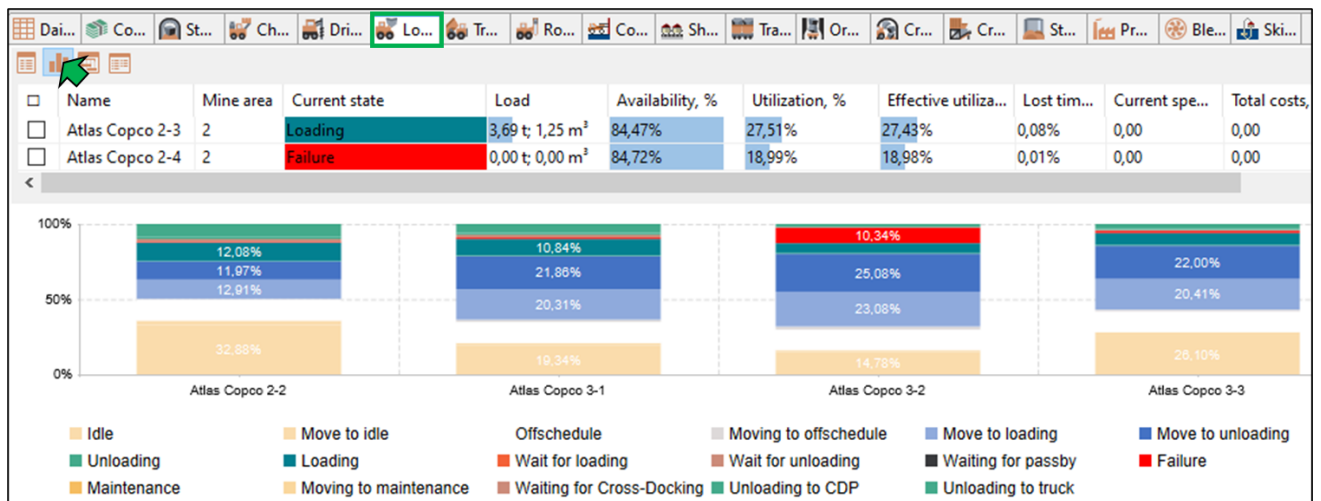 Dai... Co... St... Ch... Dri... Lo... Tr... Ro... Co... Sh... Tra... Or... Cr... Cr... St... Pr... Ble... Ski...
Name Mine area Current state Load Availability, % Utilization, % Effective utiliza... Lost tim... Current spe... Total costs,
Atlas Copco 2-3 2 Loading 3,69 t; 1,25 m³ 84,47% 27,51% 27,43% 0,08% 0,00 0,00
Atlas Copco 2-4 2 Failure 0,00 t; 0,00 m³ 84,72% 18,99% 18,98% 0,01% 0,00 0,00
100%
10,34%
12,08% 10,84%
11,97% 21,86% 25,08% 22,00%
12,91%
50% 20,31% 23,08% 20,41%
32,88% 19,34% 14,78% 26,10%
0%
Atlas Copco 2-2 Atlas Copco 3-1 Atlas Copco 3-2 Atlas Copco 3-3
Idle Move to idle Offschedule Moving to offschedule Move to loading Move to unloading
Unloading Loading Wait for loading Wait for unloading Waiting for passby Failure
Maintenance Moving to maintenance Waiting for Cross-Docking Unloading to CDP Unloading to truck